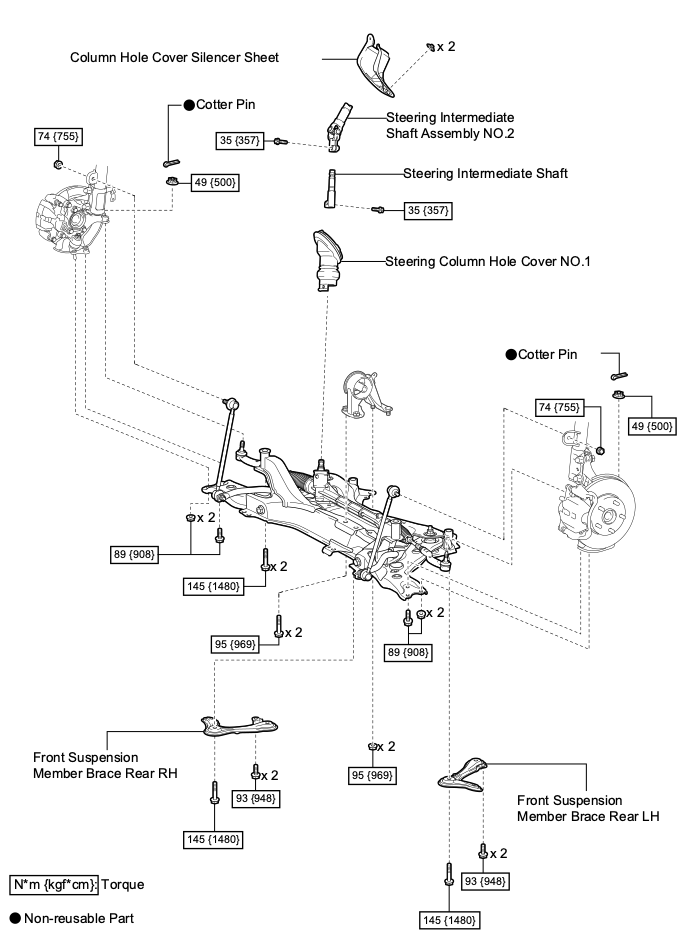 Column Hole Cover Silencer Sheet
x 2
Cotter Pin
74 {755}
35 {357}
Steering Intermediate
Shaft Assembly NO.2
49 {500}
Steering Intermediate Shaft
35 {357}
Steering Column Hole Cover NO.1
Cotter Pin
74 {755}
49 {500}
x 2
89 {908}
x 2
145 {1480}
x 2
95 {969}
x 2
89 {908}
Front Suspension
Member Brace Rear RH
x 2
93 {948}
145 {1480}
x 2
95 {969}
Front Suspension
Member Brace Rear LH
x 2
93 {948}
145 {1480}
N*m {kgf*cm}: Torque
Non-reusable Part